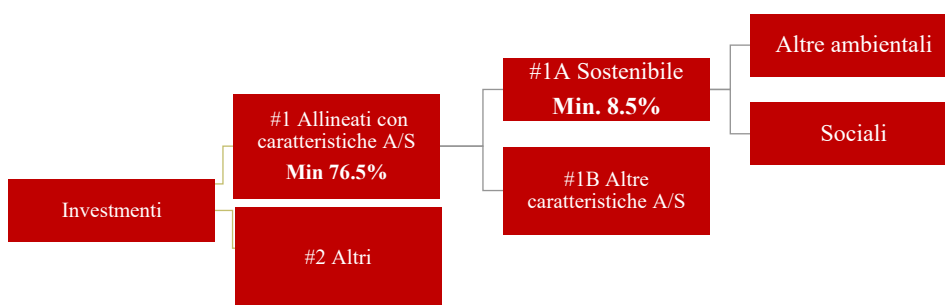 Investmenti
#1 Allineati con
caratteristiche A/S
Min 76.5%
#2 Altri
#1A Sostenibile
Min. 8.5%
#1B Altre
caratteristiche A/S
Altre ambientali
Sociali